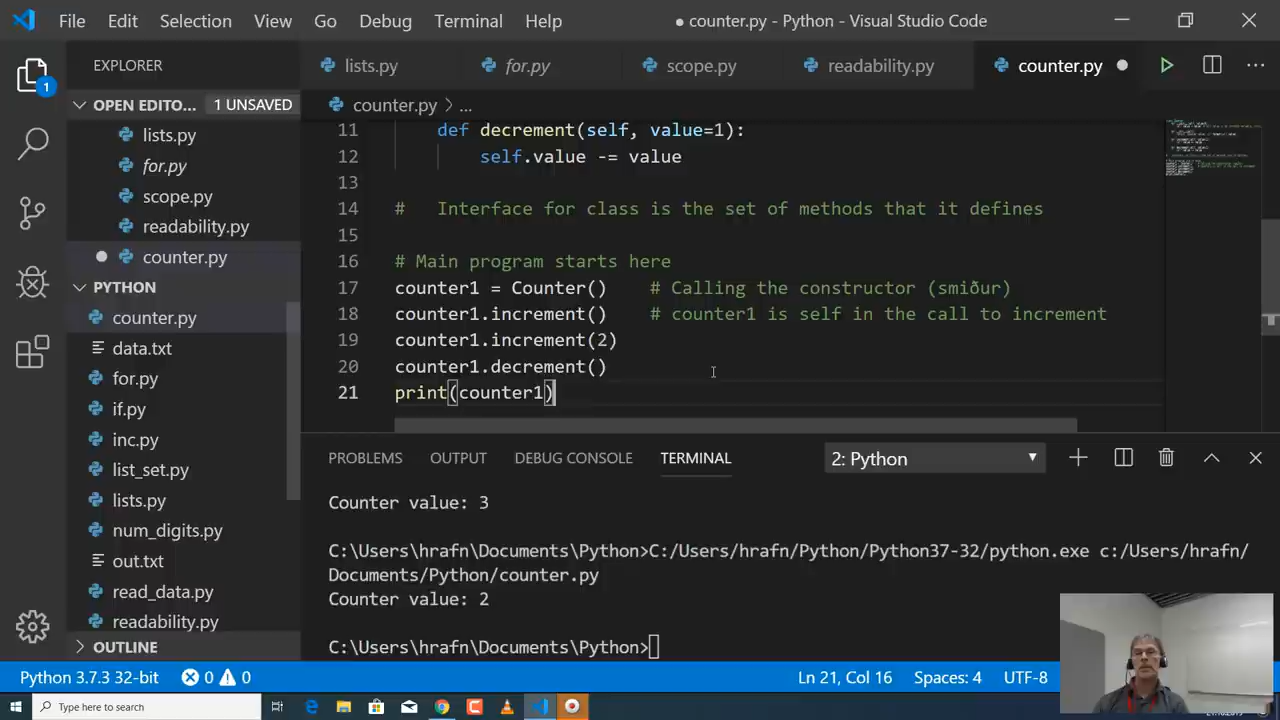 File Edit Selection View Go Debug Terminal Help ● counter.py - Python - Visual Studio Code
EXPLORER
lists.py for.py scope.py readability.py counter.py
1
OPEN EDITO... 1 UNSAVED
lists.py
for.py
scope.py
readability.py
counter.py
PYTHON
counter.py
data.txt
for.py
if.py
inc.py
list_set.py
lists.py
num_digits.py
out.txt
read_data.py
readability.py
OUTLINE
counter.py > ...
11 def decrement(self, value=1):
12 self.value -= value
13
14 # Interface for class is the set of methods that it defines
15
16 # Main program starts here
17 counter1 = Counter() # Calling the constructor (smiður)
18 counter1.increment() # counter1 is self in the call to increment
19 counter1.increment(2)
20 counter1.decrement()
21 print(counter1)
PROBLEMS OUTPUT DEBUG CONSOLE TERMINAL 2: Python
Counter value: 3
C:\Users\hrafn\Documents\Python>C:/Users/hrafn/Python/Python37-32/python.exe c:/Users/hrafn/
Documents/Python/counter.py
Counter value: 2
C:\Users\hrafn\Documents\Python>
Python 3.7.3 32-bit 0 0 Ln 21, Col 16 Spaces: 4 UTF-8
Type here to search